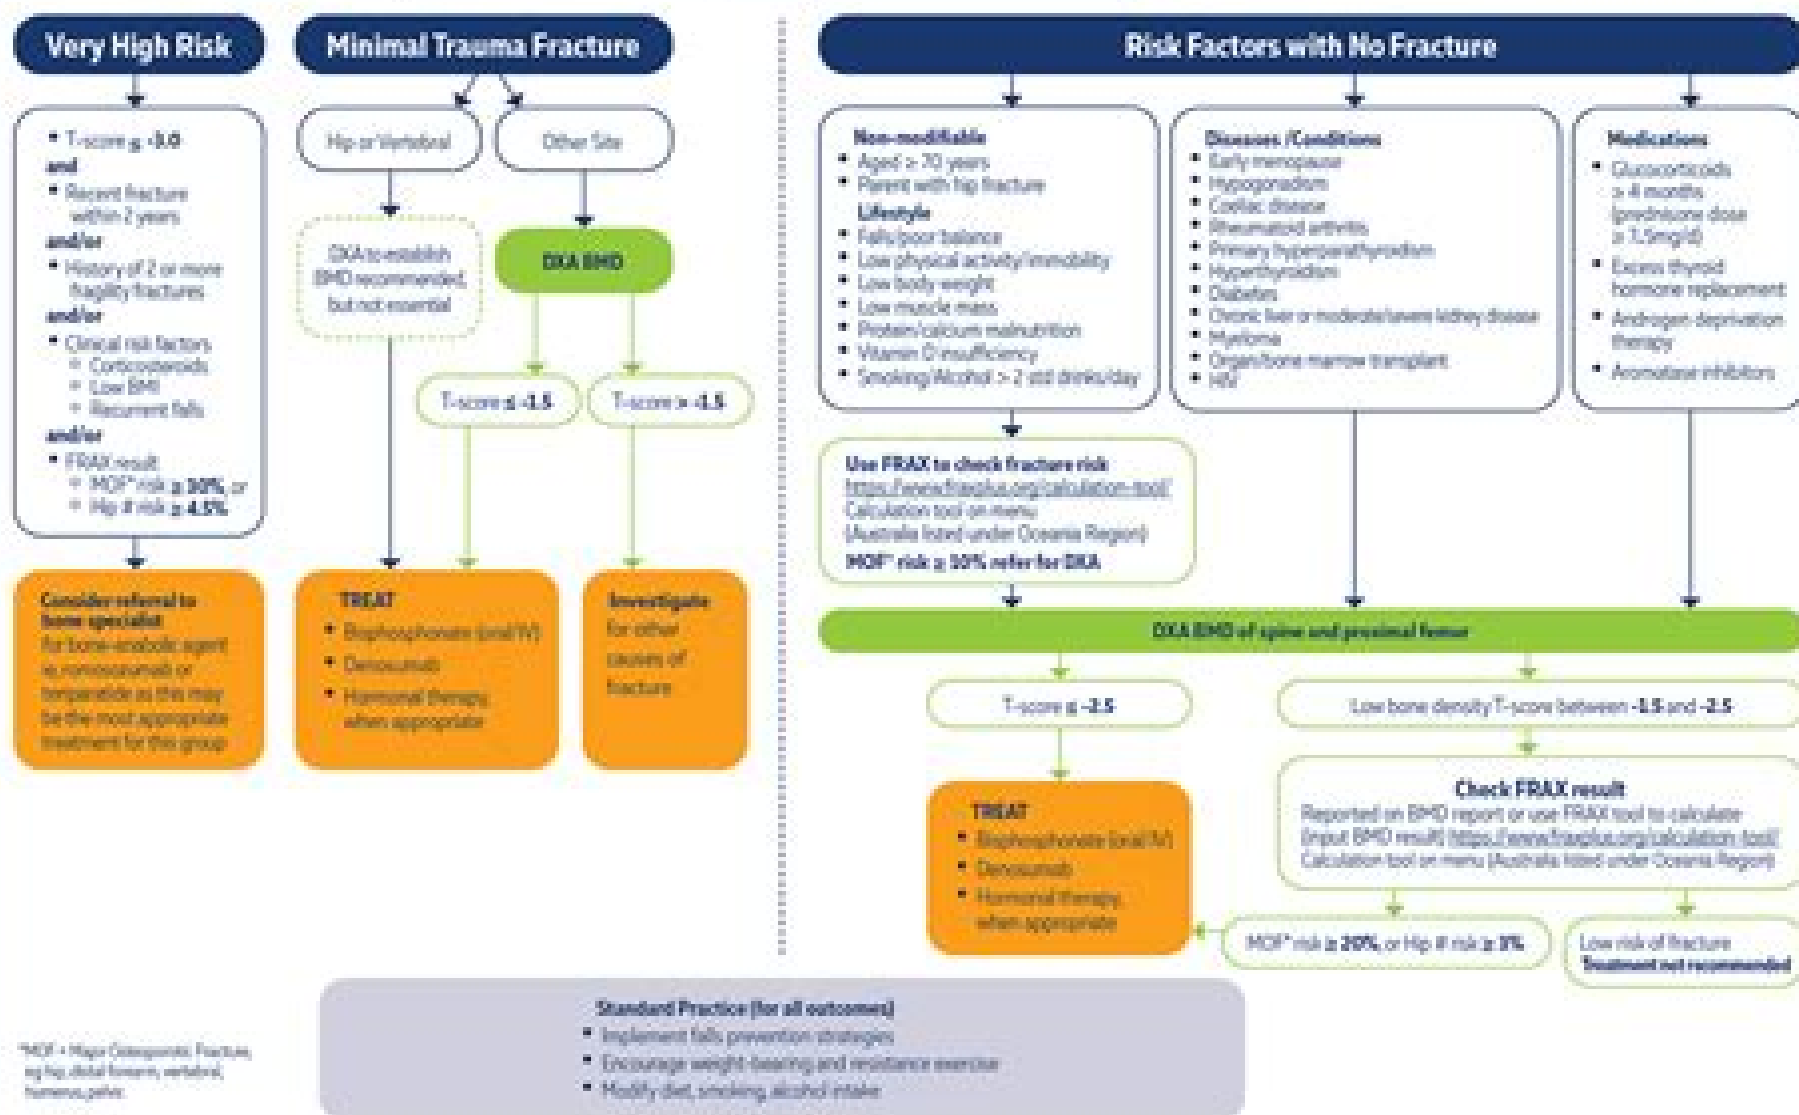 Very High Risk
• T-score ≤ -3.0
and
• Recent fracture
within 2 years
and/or
• History of 2 or more
fragility fractures
and/or
• Clinical risk factors
○ Corticosteroids
○ Low BMI
○ Recurrent falls
and/or
• FRAX result
○ MOF* risk ≥ 30%, or
○ Hip # risk ≥ 4.5%
Consider referral to
bone specialist
for bone-anabolic agent
ie, romosozumab or
teriparatide as this may
be the most appropriate
treatment for this group
Minimal Trauma Fracture
Hip or Vertebral
Other Site
DXA to establish
BMD recommended,
but not essential
DXA BMD
T-score ≤ -1.5
T-score > -1.5
TREAT
• Bisphosphonate (oral/IV)
• Denosumab
• Hormonal therapy,
when appropriate
Investigate
for other
causes of
fracture
Risk Factors with No Fracture
Non-modifiable
• Aged ≥ 70 years
• Parent with hip fracture
Lifestyle
• Falls/poor balance
• Low physical activity/immobility
• Low body weight
• Low muscle mass
• Protein/calcium malnutrition
• Vitamin D insufficiency
• Smoking/Alcohol > 2 std drinks/day
Diseases /Conditions
• Early menopause
• Hypogonadism
• Coeliac disease
• Rheumatoid arthritis
• Primary hyperparathyroidism
• Hyperthyroidism
• Diabetes
• Chronic liver or moderate/severe kidney disease
• Myeloma
• Organ/bone marrow transplant
• HIV
Medications
• Glucocorticoids
> 4 months
(prednisone dose
≥ 7.5mg/d)
• Excess thyroid
hormone replacement
• Androgen deprivation
therapy
• Aromatase inhibitors
Use FRAX to check fracture risk
https://www.fraxplus.org/calculation-tool/
Calculation tool on menu
(Australia listed under Oceania Region)
MOF* risk ≥ 10% refer for DXA
DXA BMD of spine and proximal femur
T-score ≤ -2.5
Low bone density T-score between -1.5 and -2.5
Check FRAX result
Reported on BMD report or use FRAX tool to calculate
(input BMD result) https://www.fraxplus.org/calculation-tool/
Calculation tool on menu (Australia listed under Oceania Region)
TREAT
• Bisphosphonate (oral/IV)
• Denosumab
• Hormonal therapy,
when appropriate
MOF* risk ≥ 20%, or Hip # risk ≥ 3%
Low risk of fracture
Treatment not recommended
Standard Practice (for all outcomes)
• Implement falls prevention strategies
• Encourage weight-bearing and resistance exercise
• Modify diet, smoking, alcohol intake
*MOF = Major Osteoporotic Fracture,
eg hip, distal forearm, vertebral,
humerus, pelvis